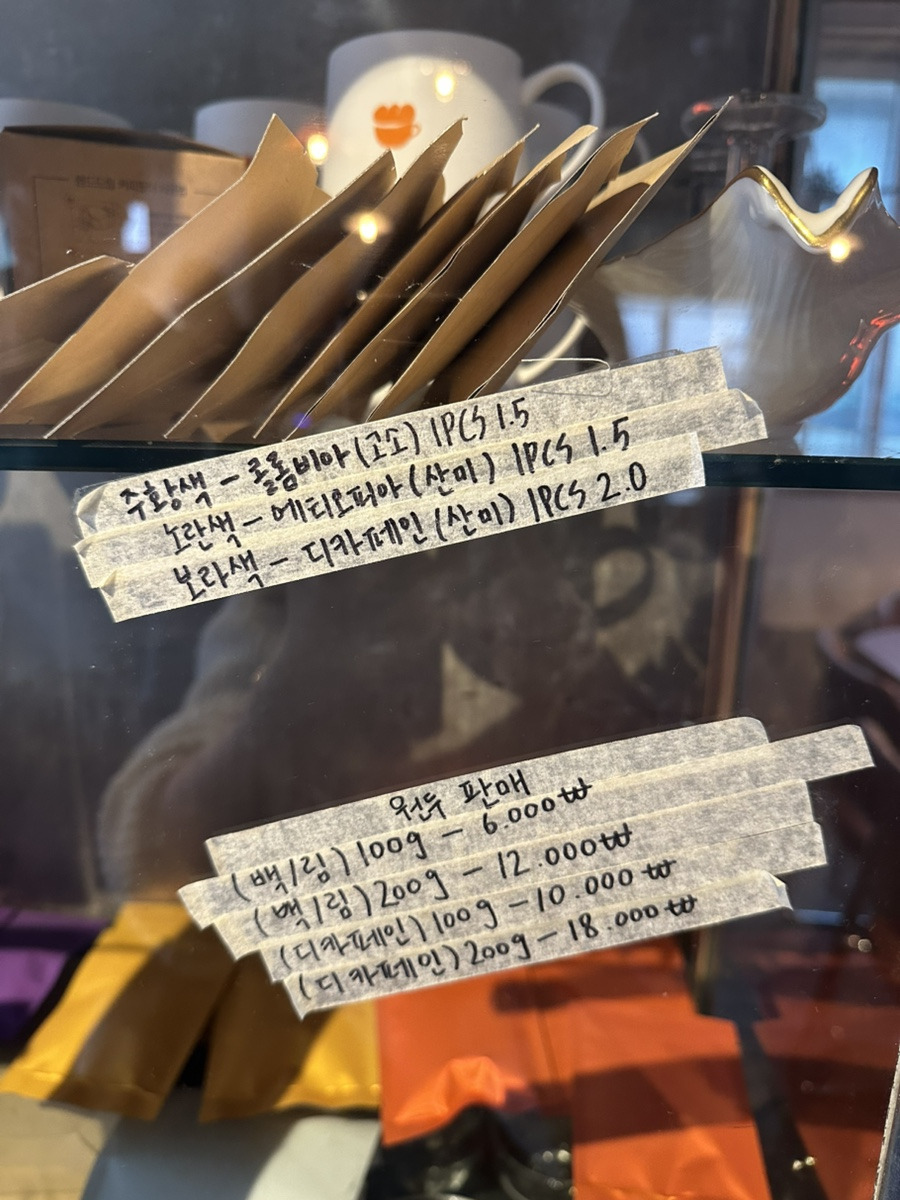 주황색 - 콜롬비아 (고소) 1PCS 1.5
노란색 - 에티오피아 (산미) 1PCS 1.5
보라색 - 디카페인 (산미) 1PCS 2.0
원두 판매
(백/림) 100g - 6.000₩
(백/림) 200g - 12.000₩
(디카페인) 100g - 10.000₩
(디카페인) 200g - 18.000₩